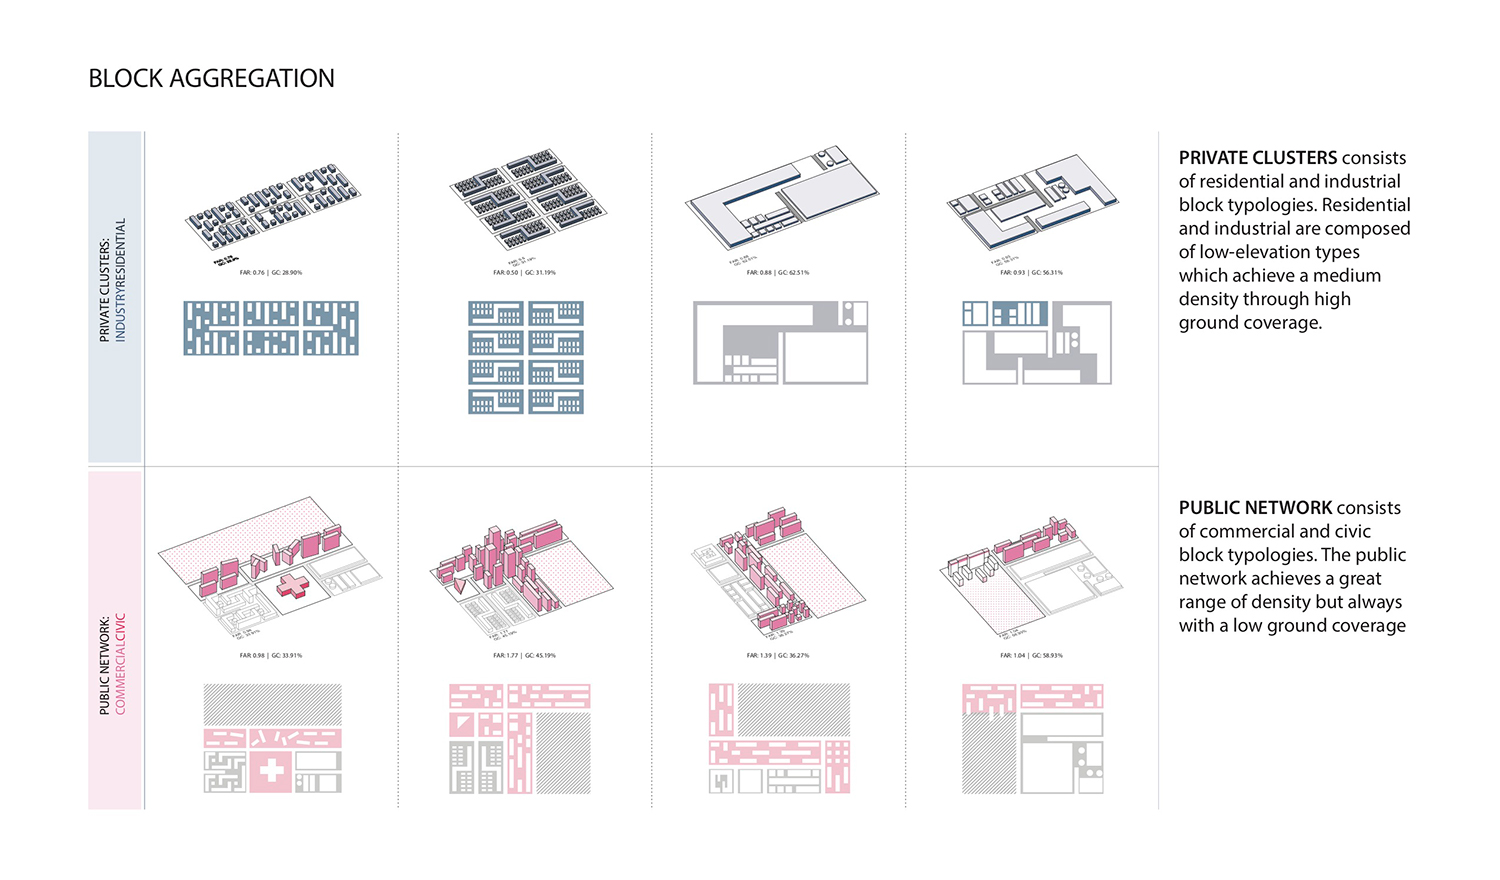 BLOCK AGGREGATION
PRIVATE CLUSTERS:
INDUSTRYRESIDENTIAL
FAR: 0.76 | GC: 28.90%
FAR: 0.50 | GC: 31.19%
FAR: 0.88 | GC: 62.51%
FAR: 0.93 | GC: 56.31%
PRIVATE CLUSTERS consists
of residential and industrial
block typologies. Residential
and industrial are composed
of low-elevation types
which achieve a medium
density through high
ground coverage.
PUBLIC NETWORK:
COMMERCIALCIVIC
FAR: 0.98 | GC: 33.91%
FAR: 1.77 | GC: 45.19%
FAR: 1.39 | GC: 36.27%
FAR: 1.04 | GC: 58.93%
PUBLIC NETWORK consists
of commercial and civic
block typologies. The public
network achieves a great
range of density but always
with a low ground coverage